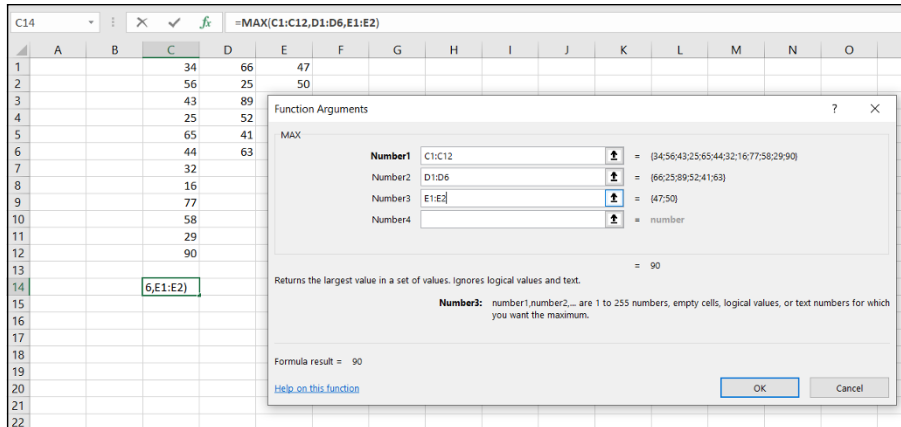 C14 fx =MAX(C1:C12,D1:D6,E1:E2)
A B C D E F G H I J K L M N O
1 34 66 47
2 56 25 50
3 43 89
4 25 52
5 65 41
6 44 63
7 32
8 16
9 77
10 58
11 29
12 90
13
14 6,E1:E2)
15
16
17
18
19
20
21
22
Function Arguments ? ×
MAX
Number1 C1:C12 = {34;56;43;25;65;44;32;16;77;58;29;90}
Number2 D1:D6 = {66;25;89;52;41;63}
Number3 E1:E2 = {47;50}
Number4 = number
= 90
Returns the largest value in a set of values. Ignores logical values and text.
Number3: number1,number2,... are 1 to 255 numbers, empty cells, logical values, or text numbers for which
you want the maximum.
Formula result = 90
Help on this function
OK Cancel